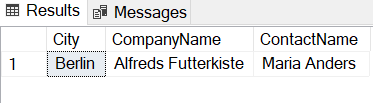 Results Messages
City CompanyName ContactName
1 Berlin Alfreds Futterkiste Maria Anders